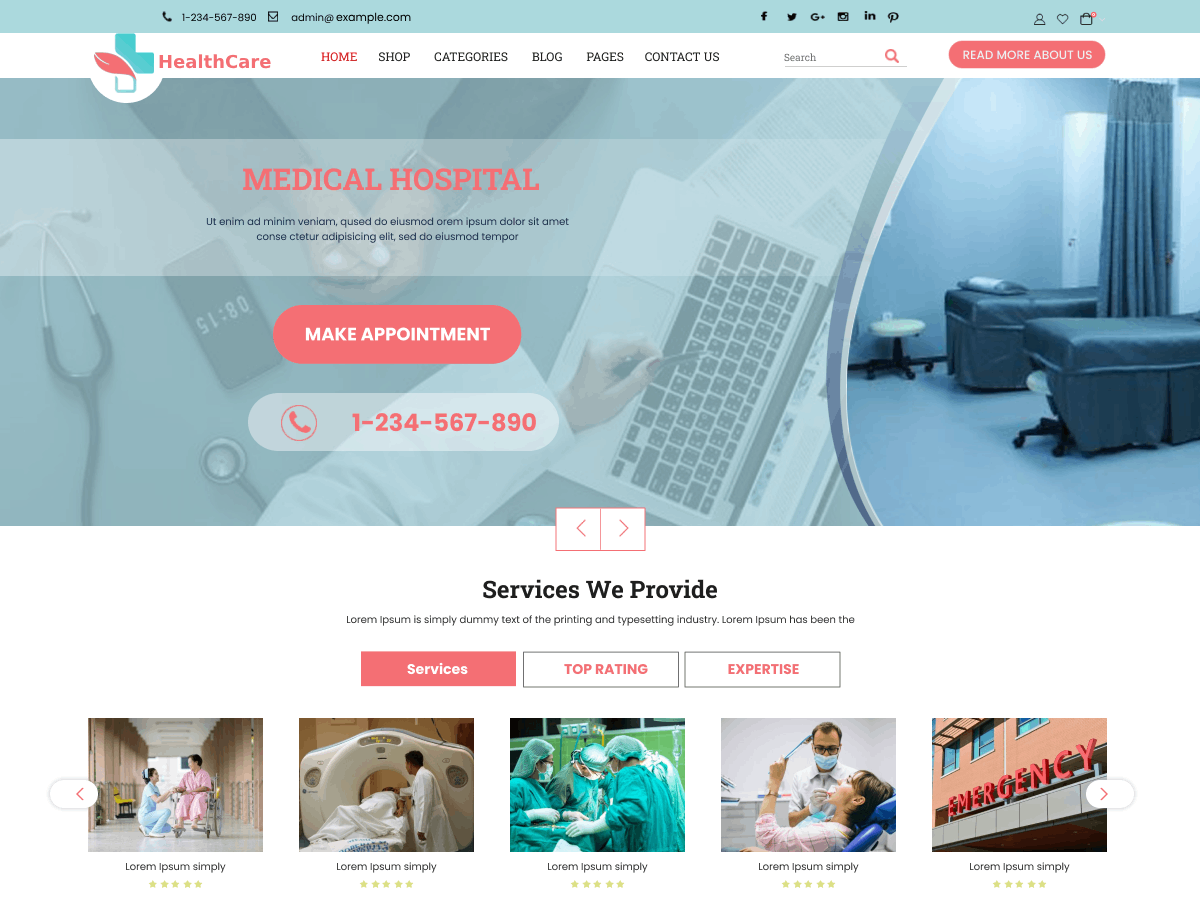 1-234-567-890 admin@example.com
HealthCare
HOME SHOP CATEGORIES BLOG PAGES CONTACT US Search READ MORE ABOUT US
MEDICAL HOSPITAL
Ut enim ad minim veniam, qused do eiusmod orem ipsum dolor sit amet
conse ctetur adipisicing elit, sed do eiusmod tempor
08:15
MAKE APPOINTMENT
1-234-567-890
Services We Provide
Lorem Ipsum is simply dummy text of the printing and typesetting industry. Lorem Ipsum has been the
Services TOP RATING EXPERTISE
EMERGENCY
Lorem Ipsum simply Lorem Ipsum simply Lorem Ipsum simply Lorem Ipsum simply Lorem Ipsum simply